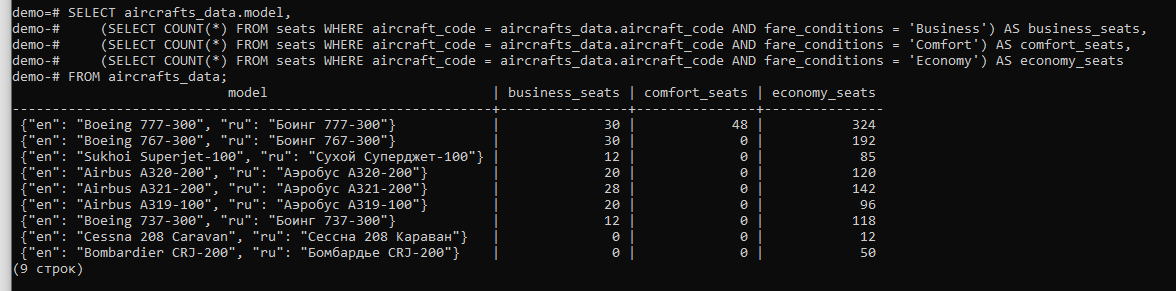 demo=# SELECT aircrafts_data.model,
demo-#     (SELECT COUNT(*) FROM seats WHERE aircraft_code = aircrafts_data.aircraft_code AND fare_conditions = 'Business') AS business_seats,
demo-#     (SELECT COUNT(*) FROM seats WHERE aircraft_code = aircrafts_data.aircraft_code AND fare_conditions = 'Comfort') AS comfort_seats,
demo-#     (SELECT COUNT(*) FROM seats WHERE aircraft_code = aircrafts_data.aircraft_code AND fare_conditions = 'Economy') AS economy_seats
demo-# FROM aircrafts_data;
                           model                            | business_seats | comfort_seats | economy_seats
------------------------------------------------------------+----------------+---------------+---------------
 {"en": "Boeing 777-300", "ru": "Боинг 777-300"}            |             30 |            48 |           324
 {"en": "Boeing 767-300", "ru": "Боинг 767-300"}            |             30 |             0 |           192
 {"en": "Sukhoi Superjet-100", "ru": "Сухой Суперджет-100"} |             12 |             0 |            85
 {"en": "Airbus A320-200", "ru": "Аэробус A320-200"}        |             20 |             0 |           120
 {"en": "Airbus A321-200", "ru": "Аэробус A321-200"}        |             28 |             0 |           142
 {"en": "Airbus A319-100", "ru": "Аэробус A319-100"}        |             20 |             0 |            96
 {"en": "Boeing 737-300", "ru": "Боинг 737-300"}            |             12 |             0 |           118
 {"en": "Cessna 208 Caravan", "ru": "Сессна 208 Караван"}   |              0 |             0 |            12
 {"en": "Bombardier CRJ-200", "ru": "Бомбардье CRJ-200"}    |              0 |             0 |            50
(9 строк)